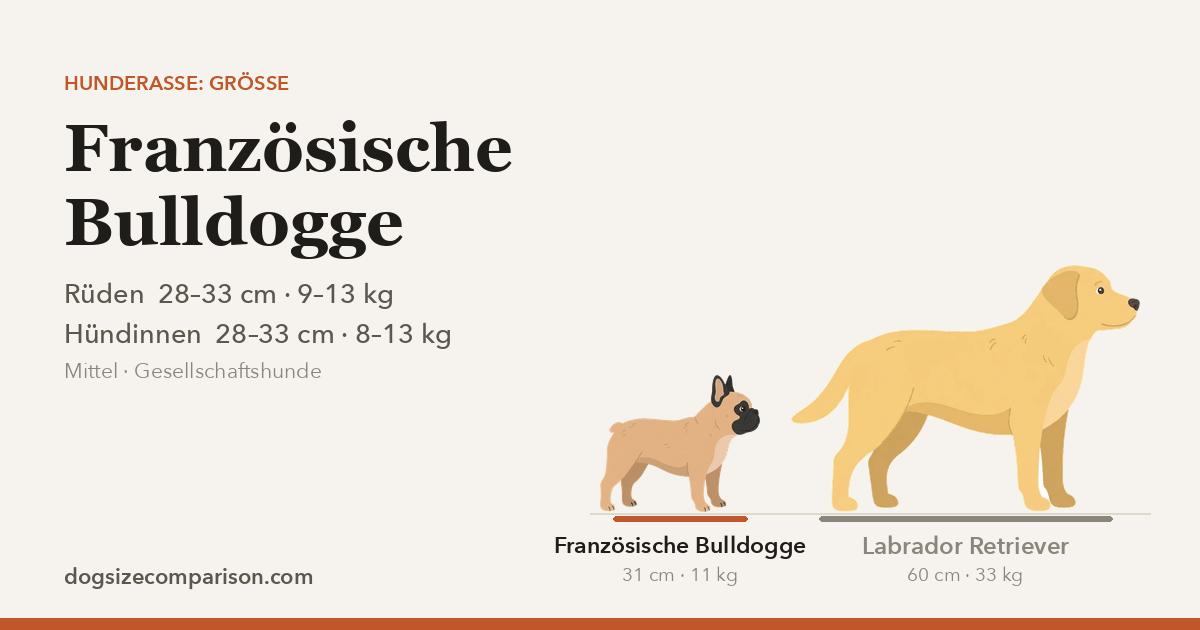 HUNDERASSE: GRÖSSE
Französische
Bulldogge
Rüden 28–33 cm · 9–13 kg
Hündinnen 28–33 cm · 8–13 kg
Mittel · Gesellschaftshunde
Französische Bulldogge
31 cm · 11 kg
Labrador Retriever
60 cm · 33 kg
dogsizecomparison.com